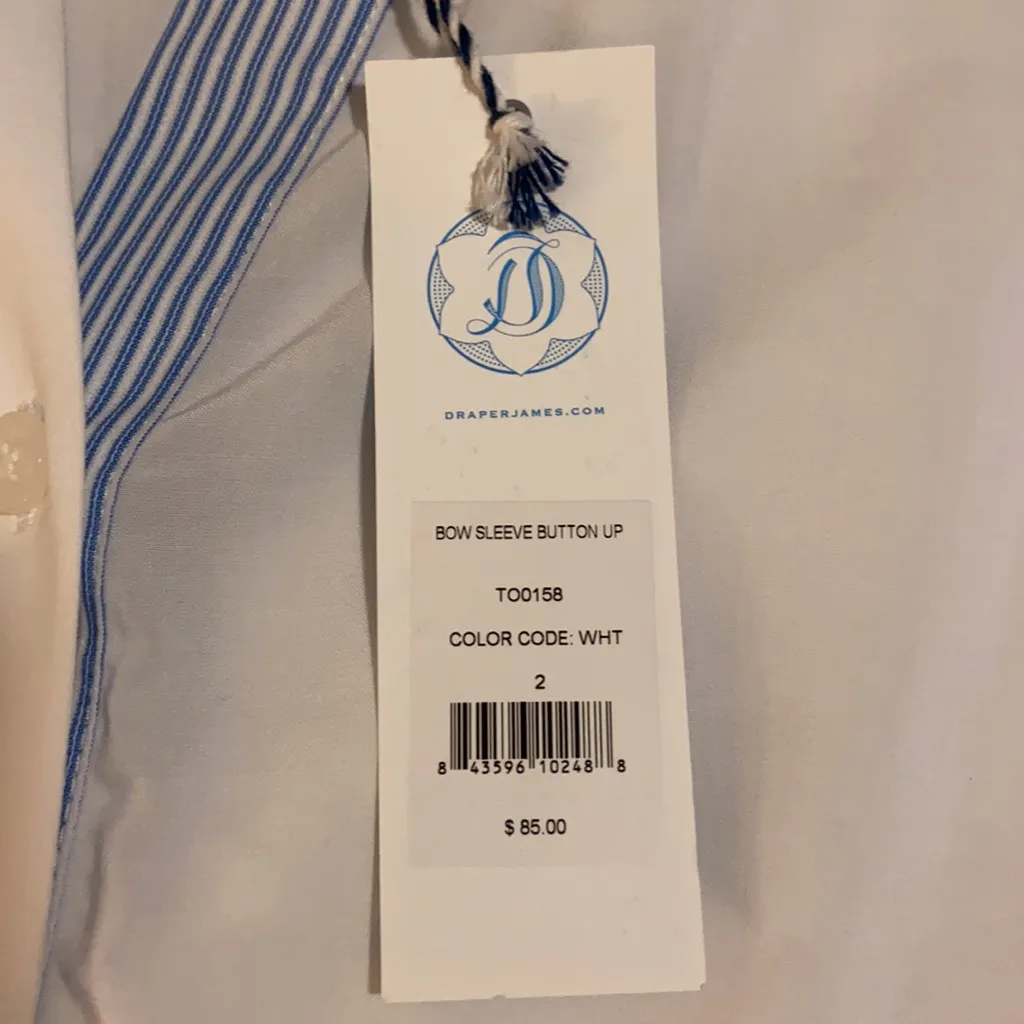 D
DRAPERJAMES.COM
BOW SLEEVE BUTTON UP
TO0158
COLOR CODE: WHT
2
8 43596 10248 8
$ 85.00